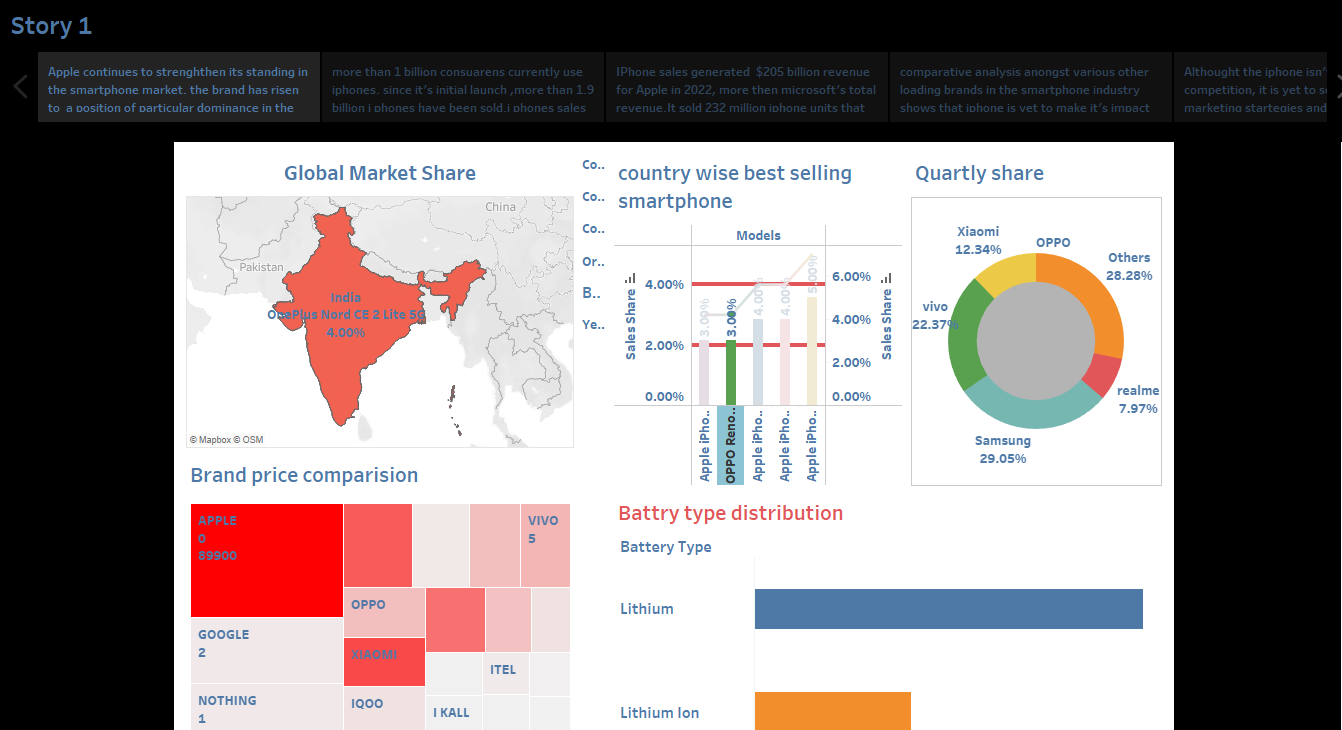 Story 1
Apple continues to strenghthen its standing in
the smartphone market. the brand has risen
to a position of particular dominance in the
more than 1 billion consuarens currently use
iphones. since it's initial launch ,more than 1.9
billion i phones have been sold.i phones sales
IPhone sales generated $205 billion revenue
for Apple in 2022, more then microsoft's total
revenue.It sold 232 million iphone units that
comparative analysis amongst various other
loading brands in the smartphone industry
shows that iphone is yet to make it's impact
Althought the iphone isn'
competition, it is yet to s
marketing startegies and
Global Market Share
China
Pakistan
India
OnePlus Nord CE 2 Lite 5G
4.00%
© Mapbox © OSM
Co..
Co..
Co..
Or..
B..
Ye..
country wise best selling
smartphone
Models
Sales Share
4.00%
2.00%
0.00%
3.00%
3.00%
4.00%
4.00%
5.00%
6.00%
4.00%
2.00%
0.00%
Sales Share
Apple iPho..
OPPO Reno..
Apple iPho..
Apple iPho..
Apple iPho..
Quartly share
Xiaomi
12.34%
OPPO
Others
28.28%
vivo
22.37%
realme
7.97%
Samsung
29.05%
Brand price comparision
APPLE
0
89900
VIVO
5
OPPO
GOOGLE
2
XIAOMI
ITEL
NOTHING
1
IQOO
I KALL
Battry type distribution
Battery Type
Lithium
Lithium Ion